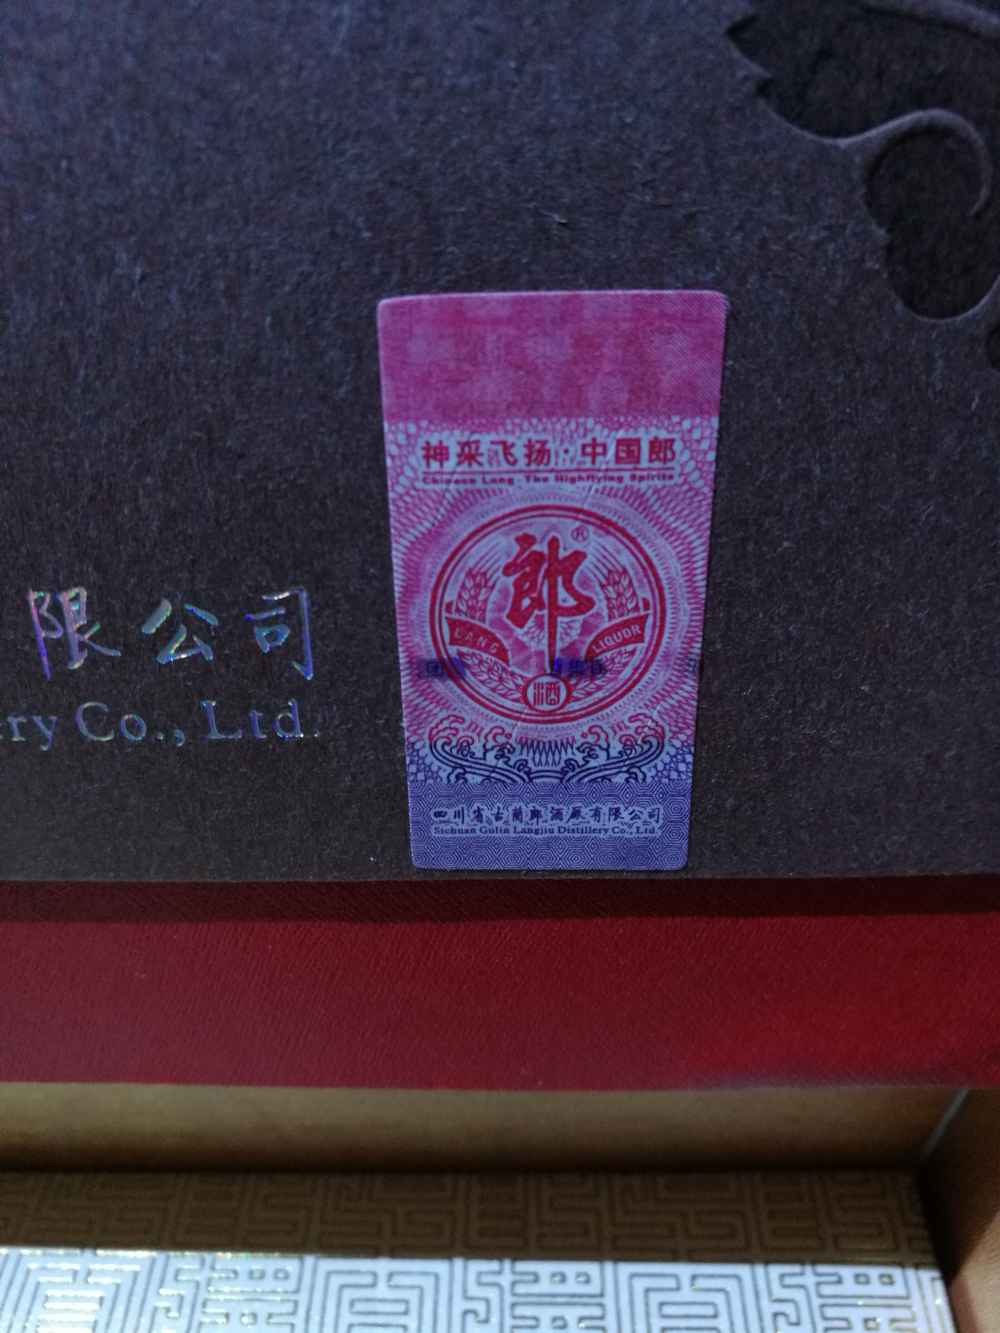 神采飞扬·中国郎
Chinese Lang · The Highflying Spirits
郎®
LANG LIQUOR
酒
限公司
ry Co., Ltd.
四川省古蔺郎酒厂有限公司
Sichuan Gulin Langjiu Distillery Co., Ltd.